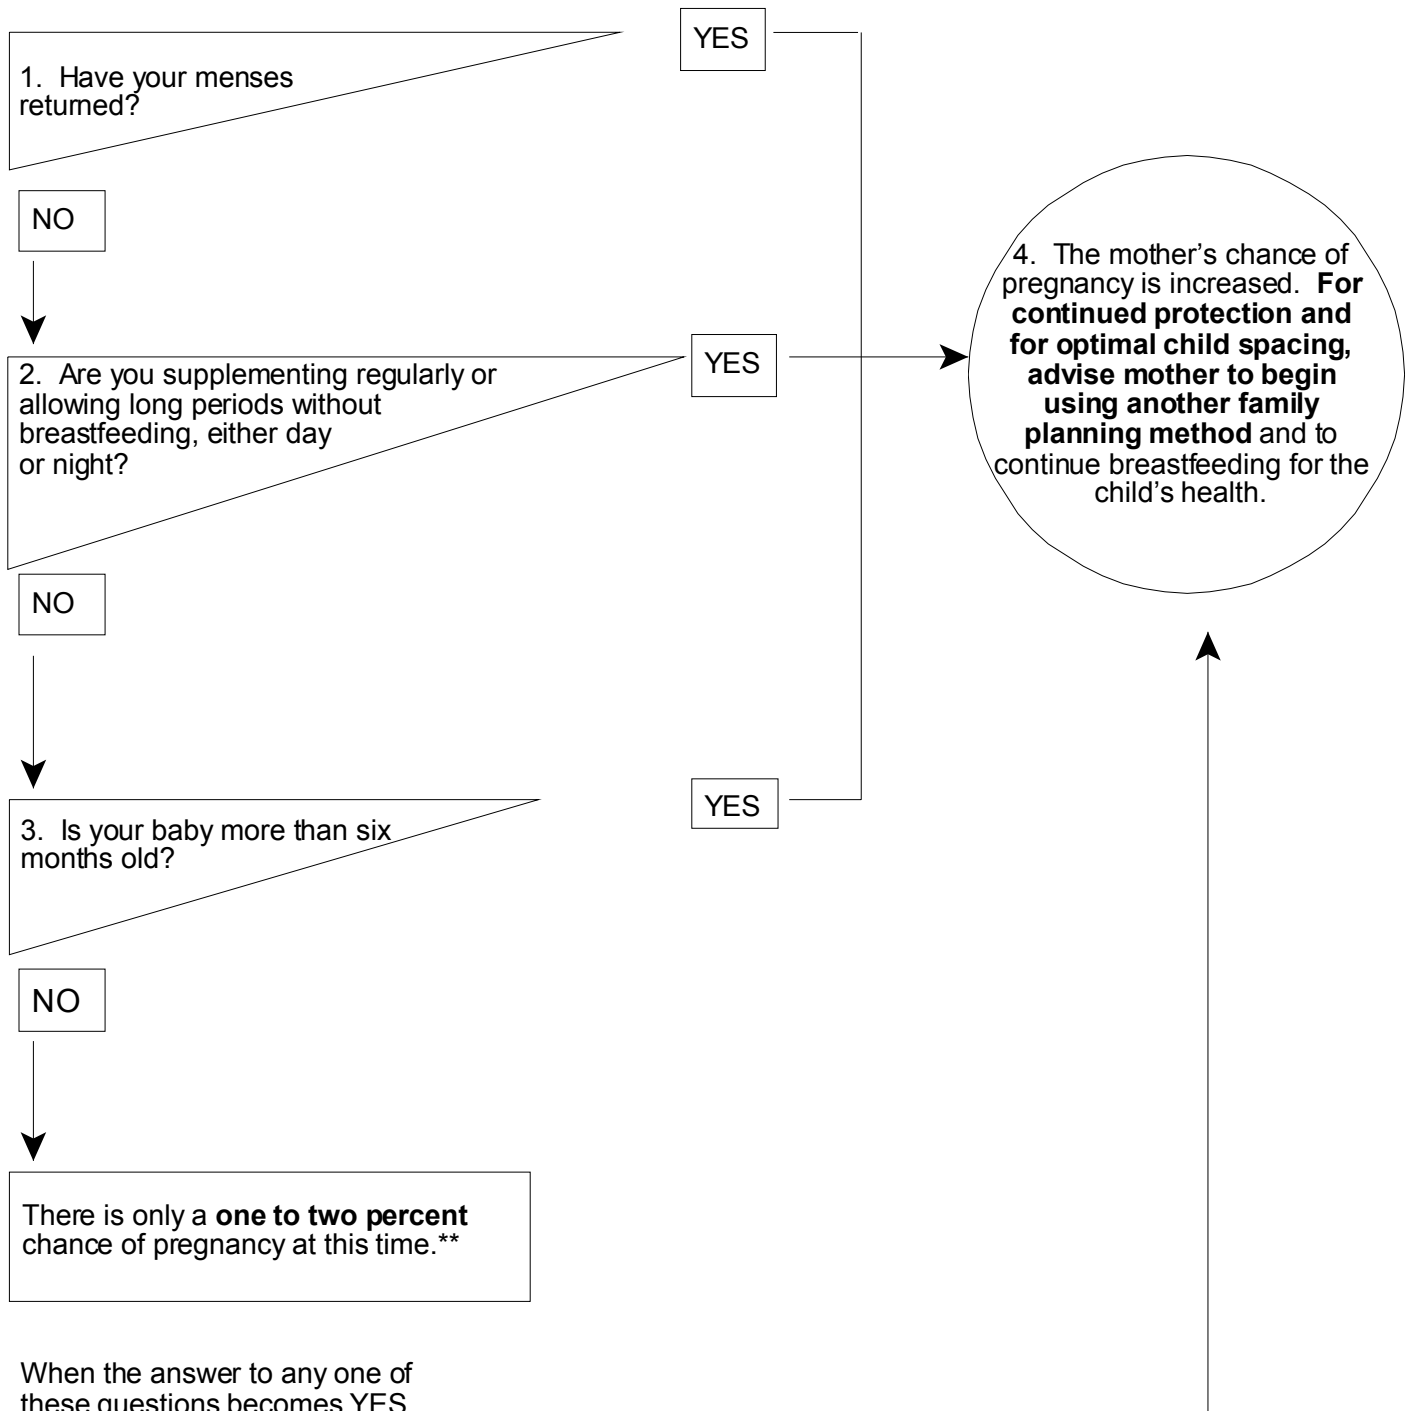 1. Have your menses
returned?
YES
NO
2. Are you supplementing regularly or
allowing long periods without
breastfeeding, either day
or night?
YES
NO
3. Is your baby more than six
months old?
YES
NO
There is only a one to two percent
chance of pregnancy at this time.**
When the answer to any one of
these questions becomes YES
4. The mother’s chance of
pregnancy is increased. For
continued protection and
for optimal child spacing,
advise mother to begin
using another family
planning method and to
continue breastfeeding for the
child’s health.